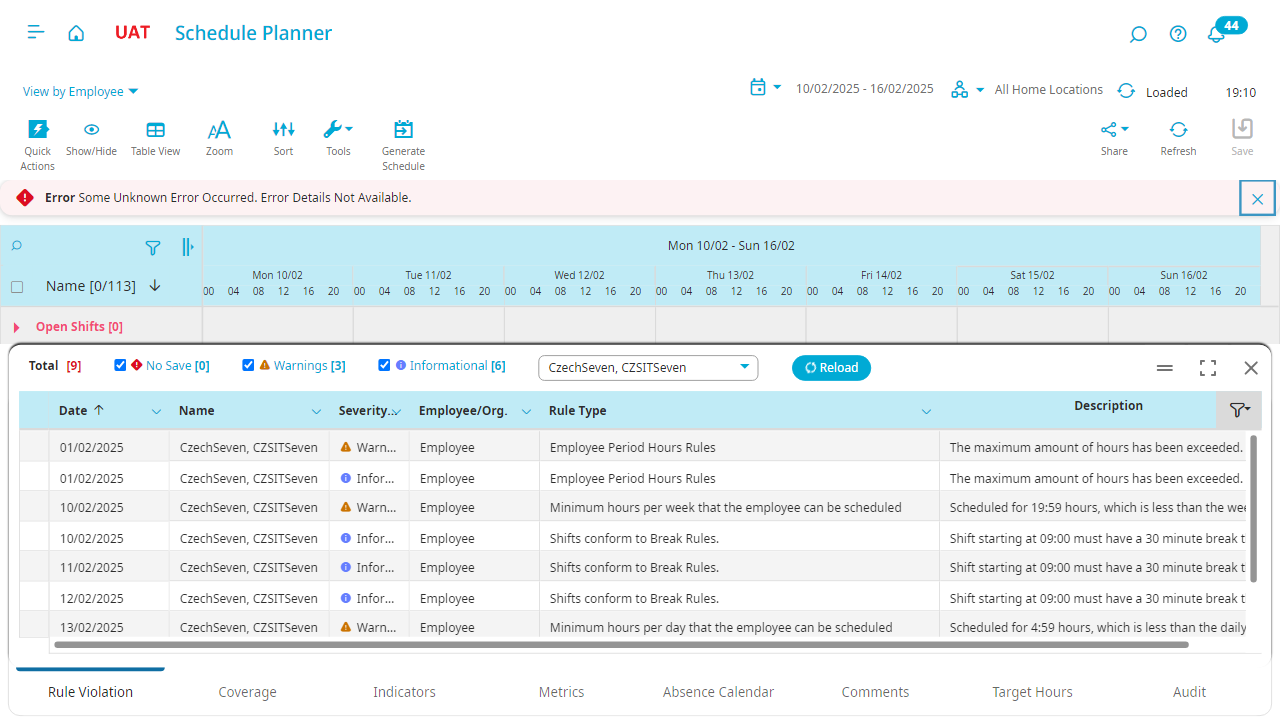 UAT
Schedule Planner
44
View by Employee
10/02/2025 - 16/02/2025
All Home Locations
Loaded
19:10
Quick Actions
Show/Hide
Table View
Zoom
Sort
Tools
Generate Schedule
Share
Refresh
Save
Error Some Unknown Error Occurred. Error Details Not Available.
Mon 10/02 - Sun 16/02
Mon 10/02 Tue 11/02 Wed 12/02 Thu 13/02 Fri 14/02 Sat 15/02 Sun 16/02
Name [0/113]
00 04 08 12 16 20 00 04 08 12 16 20 00 04 08 12 16 20 00 04 08 12 16 20 00 04 08 12 16 20 00 04 08 12 16 20 00 04 08 12 16 20
Open Shifts [0]
Total [9] No Save [0] Warnings [3] Informational [6] CzechSeven, CZSITSeven Reload
Date Name Severity... Employee/Org. Rule Type Description
01/02/2025 CzechSeven, CZSITSeven Warn... Employee Employee Period Hours Rules The maximum amount of hours has been exceeded.
01/02/2025 CzechSeven, CZSITSeven Infor... Employee Employee Period Hours Rules The maximum amount of hours has been exceeded.
10/02/2025 CzechSeven, CZSITSeven Warn... Employee Minimum hours per week that the employee can be scheduled Scheduled for 19:59 hours, which is less than the wee
10/02/2025 CzechSeven, CZSITSeven Infor... Employee Shifts conform to Break Rules. Shift starting at 09:00 must have a 30 minute break t
11/02/2025 CzechSeven, CZSITSeven Infor... Employee Shifts conform to Break Rules. Shift starting at 09:00 must have a 30 minute break t
12/02/2025 CzechSeven, CZSITSeven Infor... Employee Shifts conform to Break Rules. Shift starting at 09:00 must have a 30 minute break t
13/02/2025 CzechSeven, CZSITSeven Warn... Employee Minimum hours per day that the employee can be scheduled Scheduled for 4:59 hours, which is less than the daily
Rule Violation Coverage Indicators Metrics Absence Calendar Comments Target Hours Audit